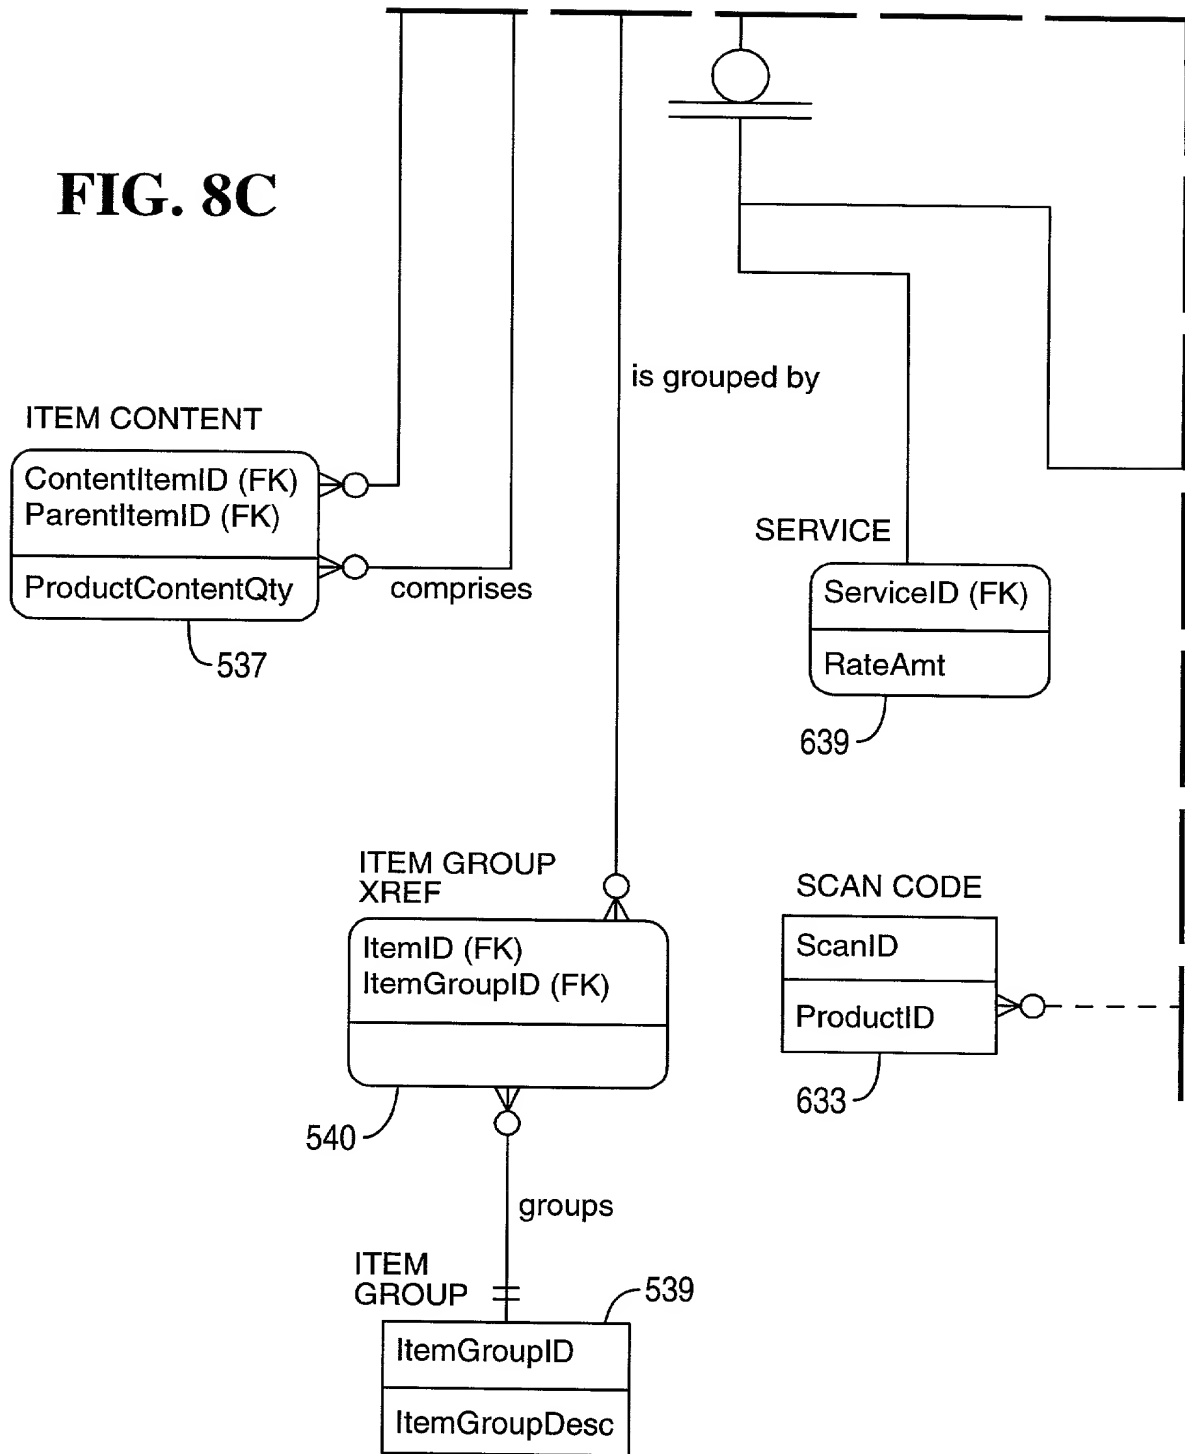 FIG. 8C
is grouped by
ITEM CONTENT
ContentItemID (FK)
ParentItemID (FK)
ProductContentQty
comprises
537
SERVICE
ServiceID (FK)
RateAmt
639
ITEM GROUP
XREF
ItemID (FK)
ItemGroupID (FK)
540
SCAN CODE
ScanID
ProductID
633
groups
ITEM
GROUP
539
ItemGroupID
ItemGroupDesc